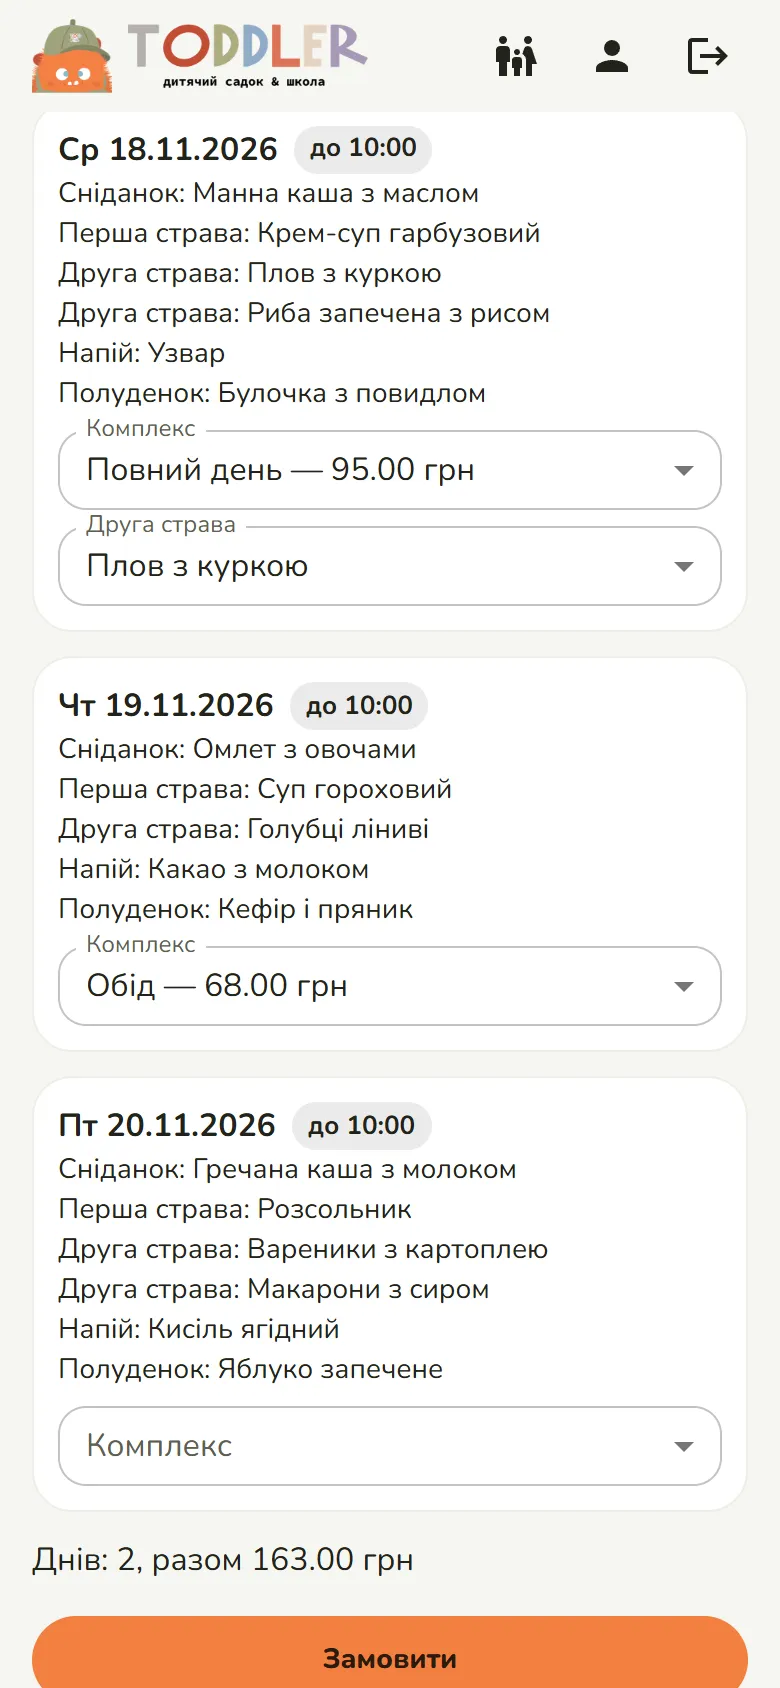 TODDLER
дитячий садок & школа
Ср 18.11.2026 до 10:00
Сніданок: Манна каша з маслом
Перша страва: Крем-суп гарбузовий
Друга страва: Плов з куркою
Друга страва: Риба запечена з рисом
Напій: Узвар
Полуденок: Булочка з повидлом
Комплекс
Повний день — 95.00 грн
Друга страва
Плов з куркою
Чт 19.11.2026 до 10:00
Сніданок: Омлет з овочами
Перша страва: Суп гороховий
Друга страва: Голубці ліниві
Напій: Какао з молоком
Полуденок: Кефір і пряник
Комплекс
Обід — 68.00 грн
Пт 20.11.2026 до 10:00
Сніданок: Гречана каша з молоком
Перша страва: Розсольник
Друга страва: Вареники з картоплею
Друга страва: Макарони з сиром
Напій: Кисіль ягідний
Полуденок: Яблуко запечене
Комплекс
Днів: 2, разом 163.00 грн
Замовити